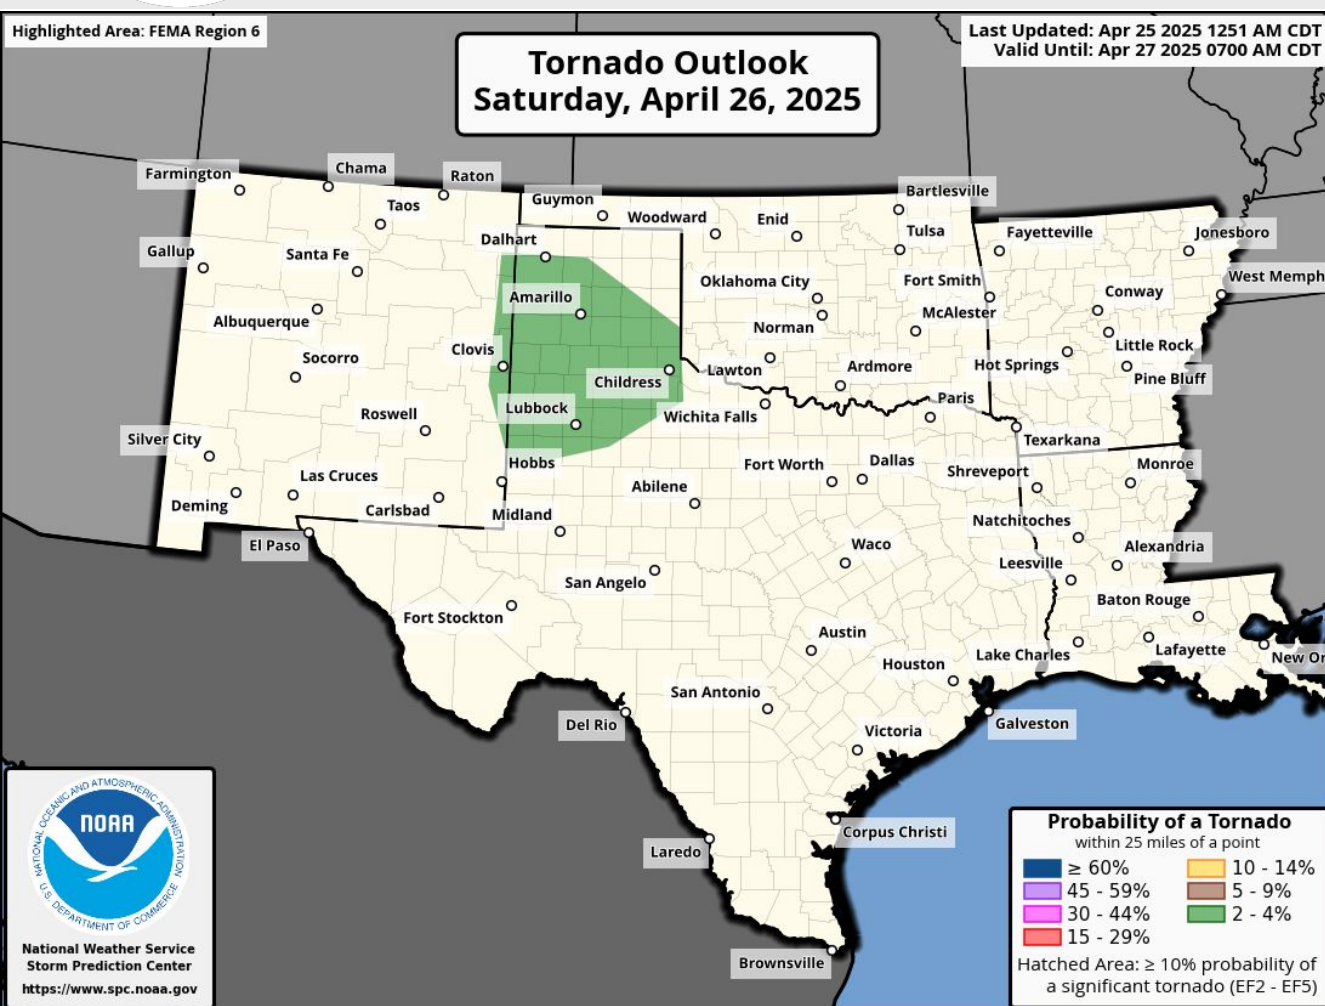 Highlighted Area: FEMA Region 6
Last Updated: Apr 25 2025 1251 AM CDT
Valid Until: Apr 27 2025 0700 AM CDT
Tornado Outlook
Saturday, April 26, 2025
Farmington
Chama
Raton
Taos
Guymon
Woodward
Enid
Bartlesville
Tulsa
Fayetteville
Jonesboro
Gallup
Santa Fe
Dalhart
Oklahoma City
Fort Smith
West Memph
Amarillo
Conway
Albuquerque
Norman
McAlester
Little Rock
Socorro
Clovis
Childress
Lawton
Ardmore
Hot Springs
Pine Bluff
Roswell
Lubbock
Wichita Falls
Paris
Silver City
Texarkana
Las Cruces
Hobbs
Fort Worth
Dallas
Shreveport
Monroe
Deming
Carlsbad
Abilene
Midland
Natchitoches
El Paso
Waco
Alexandria
San Angelo
Leesville
Fort Stockton
Baton Rouge
Austin
Houston
Lake Charles
Lafayette
New Or
San Antonio
Del Rio
Galveston
Victoria
Corpus Christi
Laredo
Brownsville
NATIONAL OCEANIC AND ATMOSPHERIC ADMINISTRATION
NOAA
U.S. DEPARTMENT OF COMMERCE
National Weather Service
Storm Prediction Center
https://www.spc.noaa.gov
Probability of a Tornado
within 25 miles of a point
≥ 60%
10 - 14%
45 - 59%
5 - 9%
30 - 44%
2 - 4%
15 - 29%
Hatched Area: ≥ 10% probability of
a significant tornado (EF2 - EF5)